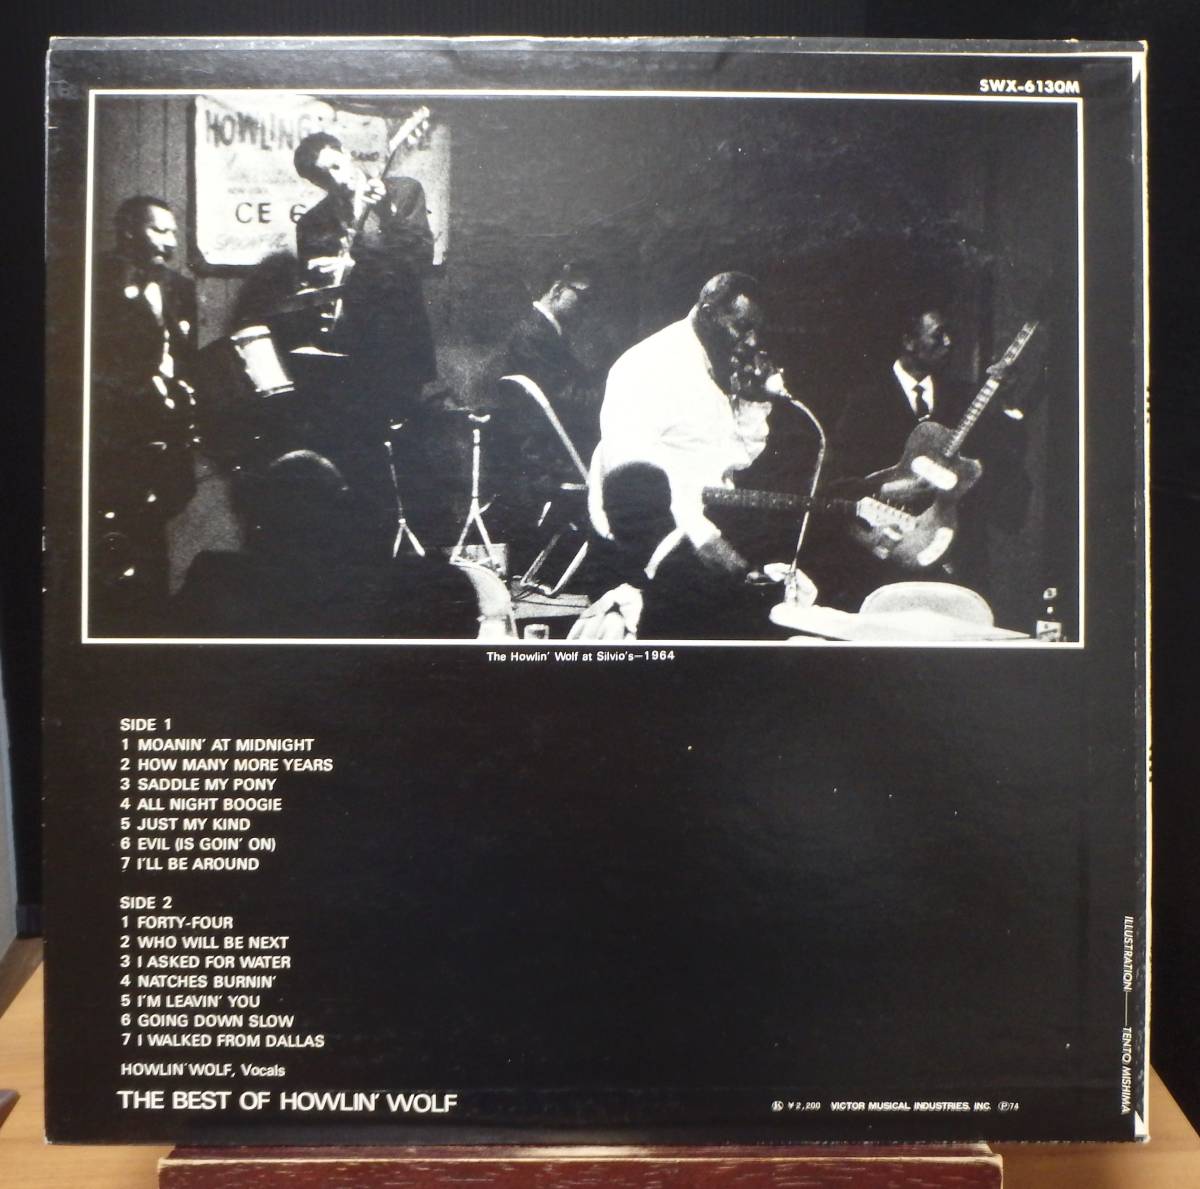 SWX-6130M
HOWLING
BAND
CE 6
SPOONFUL
The Howlin' Wolf at Silvio's—1964
SIDE 1
1 MOANIN' AT MIDNIGHT
2 HOW MANY MORE YEARS
3 SADDLE MY PONY
4 ALL NIGHT BOOGIE
5 JUST MY KIND
6 EVIL (IS GOIN' ON)
7 I'LL BE AROUND
SIDE 2
1 FORTY-FOUR
2 WHO WILL BE NEXT
3 I ASKED FOR WATER
4 NATCHES BURNIN'
5 I'M LEAVIN' YOU
6 GOING DOWN SLOW
7 I WALKED FROM DALLAS
HOWLIN' WOLF, Vocals
THE BEST OF HOWLIN' WOLF
Ⓚ ¥2,200 VICTOR MUSICAL INDUSTRIES, INC. Ⓟ74
ILLUSTRATION——TENTO MISHIMA